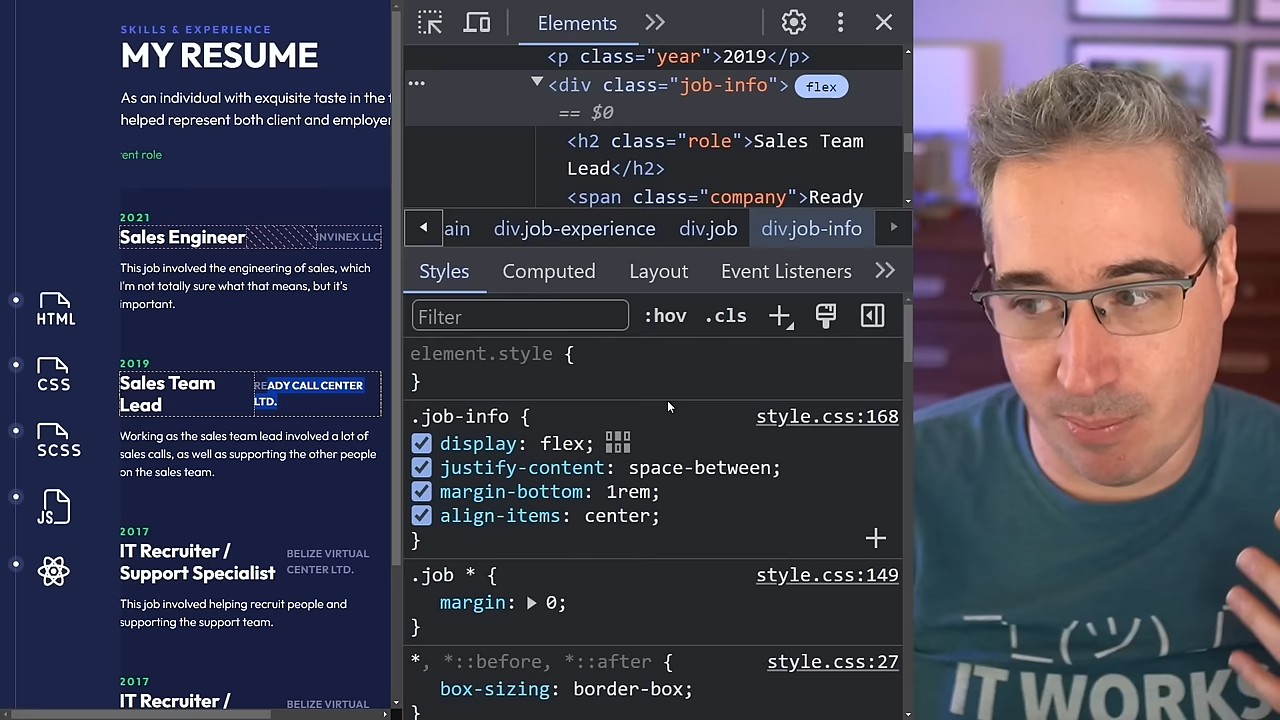 SKILLS & EXPERIENCE
MY RESUME
As an individual with exquisite taste in the
helped represent both client and employer
rent role
2021
Sales Engineer
INVINEX LLC
This job involved the engineering of sales, which
I'm not totally sure what that means, but it's
important.
2019
Sales Team
Lead
READY CALL CENTER
LTD.
Working as the sales team lead involved a lot of
sales calls, as well as supporting the other people
on the sales team.
2017
IT Recruiter /
Support Specialist
BELIZE VIRTUAL
CENTER LTD.
This job involved helping recruit people and
supporting the support team.
2017
IT Recruiter /
BELIZE VIRTUAL
HTML
CSS
SCSS
JS
Elements
<p class="year">2019</p>
<div class="job-info"> flex
== $0
<h2 class="role">Sales Team
Lead</h2>
<span class="company">Ready
ain div.job-experience div.job div.job-info
Styles Computed Layout Event Listeners
Filter :hov .cls
element.style {
}
.job-info { style.css:168
display: flex;
justify-content: space-between;
margin-bottom: 1rem;
align-items: center;
}
.job * { style.css:149
margin: 0;
}
*, *::before, *::after { style.css:27
box-sizing: border-box;
}
¯\_(ツ)_/¯
IT WORKS